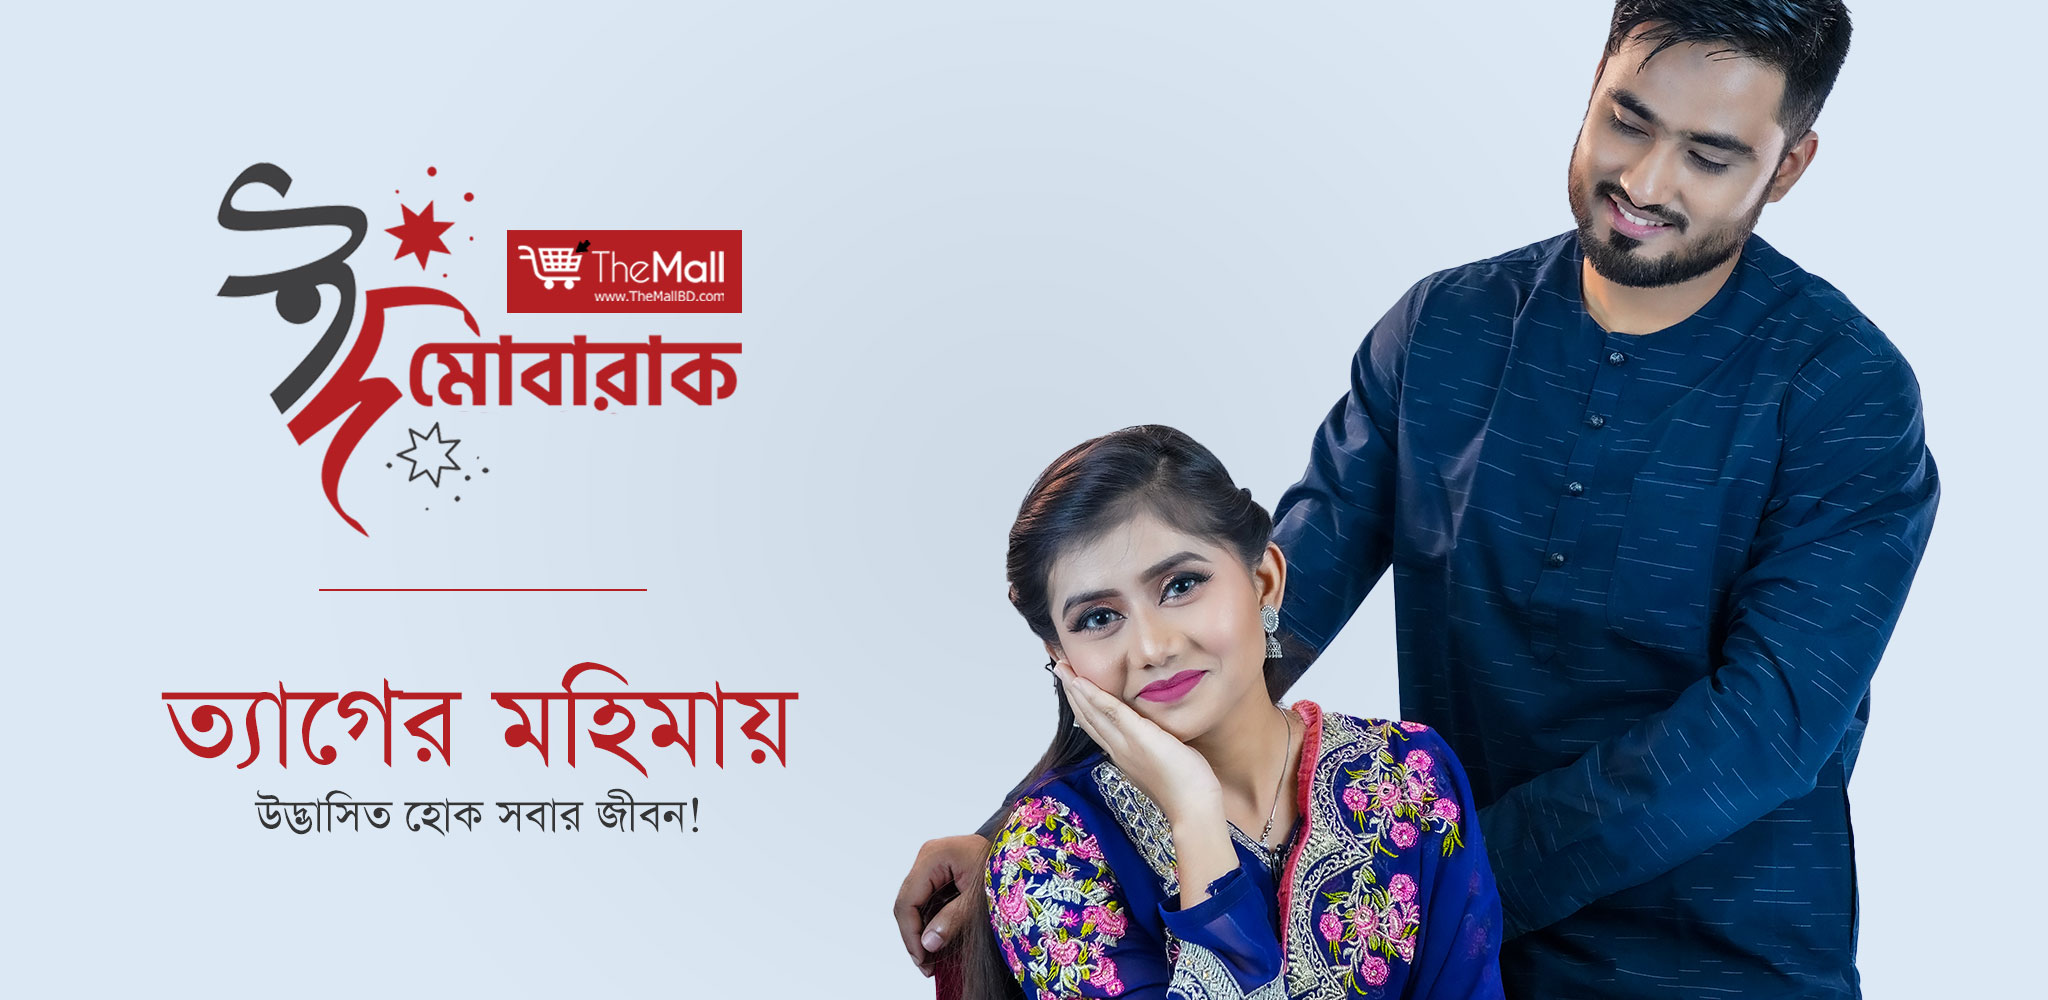 ঈদ
TheMall
www.TheMallBD.com
মোবারাক
ত্যাগের মহিমায়
উদ্ভাসিত হোক সবার জীবন!